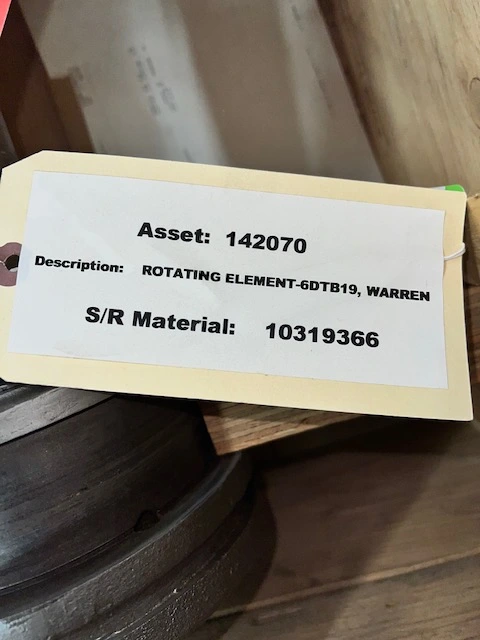 Asset: 142070
Description: ROTATING ELEMENT-6DTB19, WARREN
S/R Material: 10319366